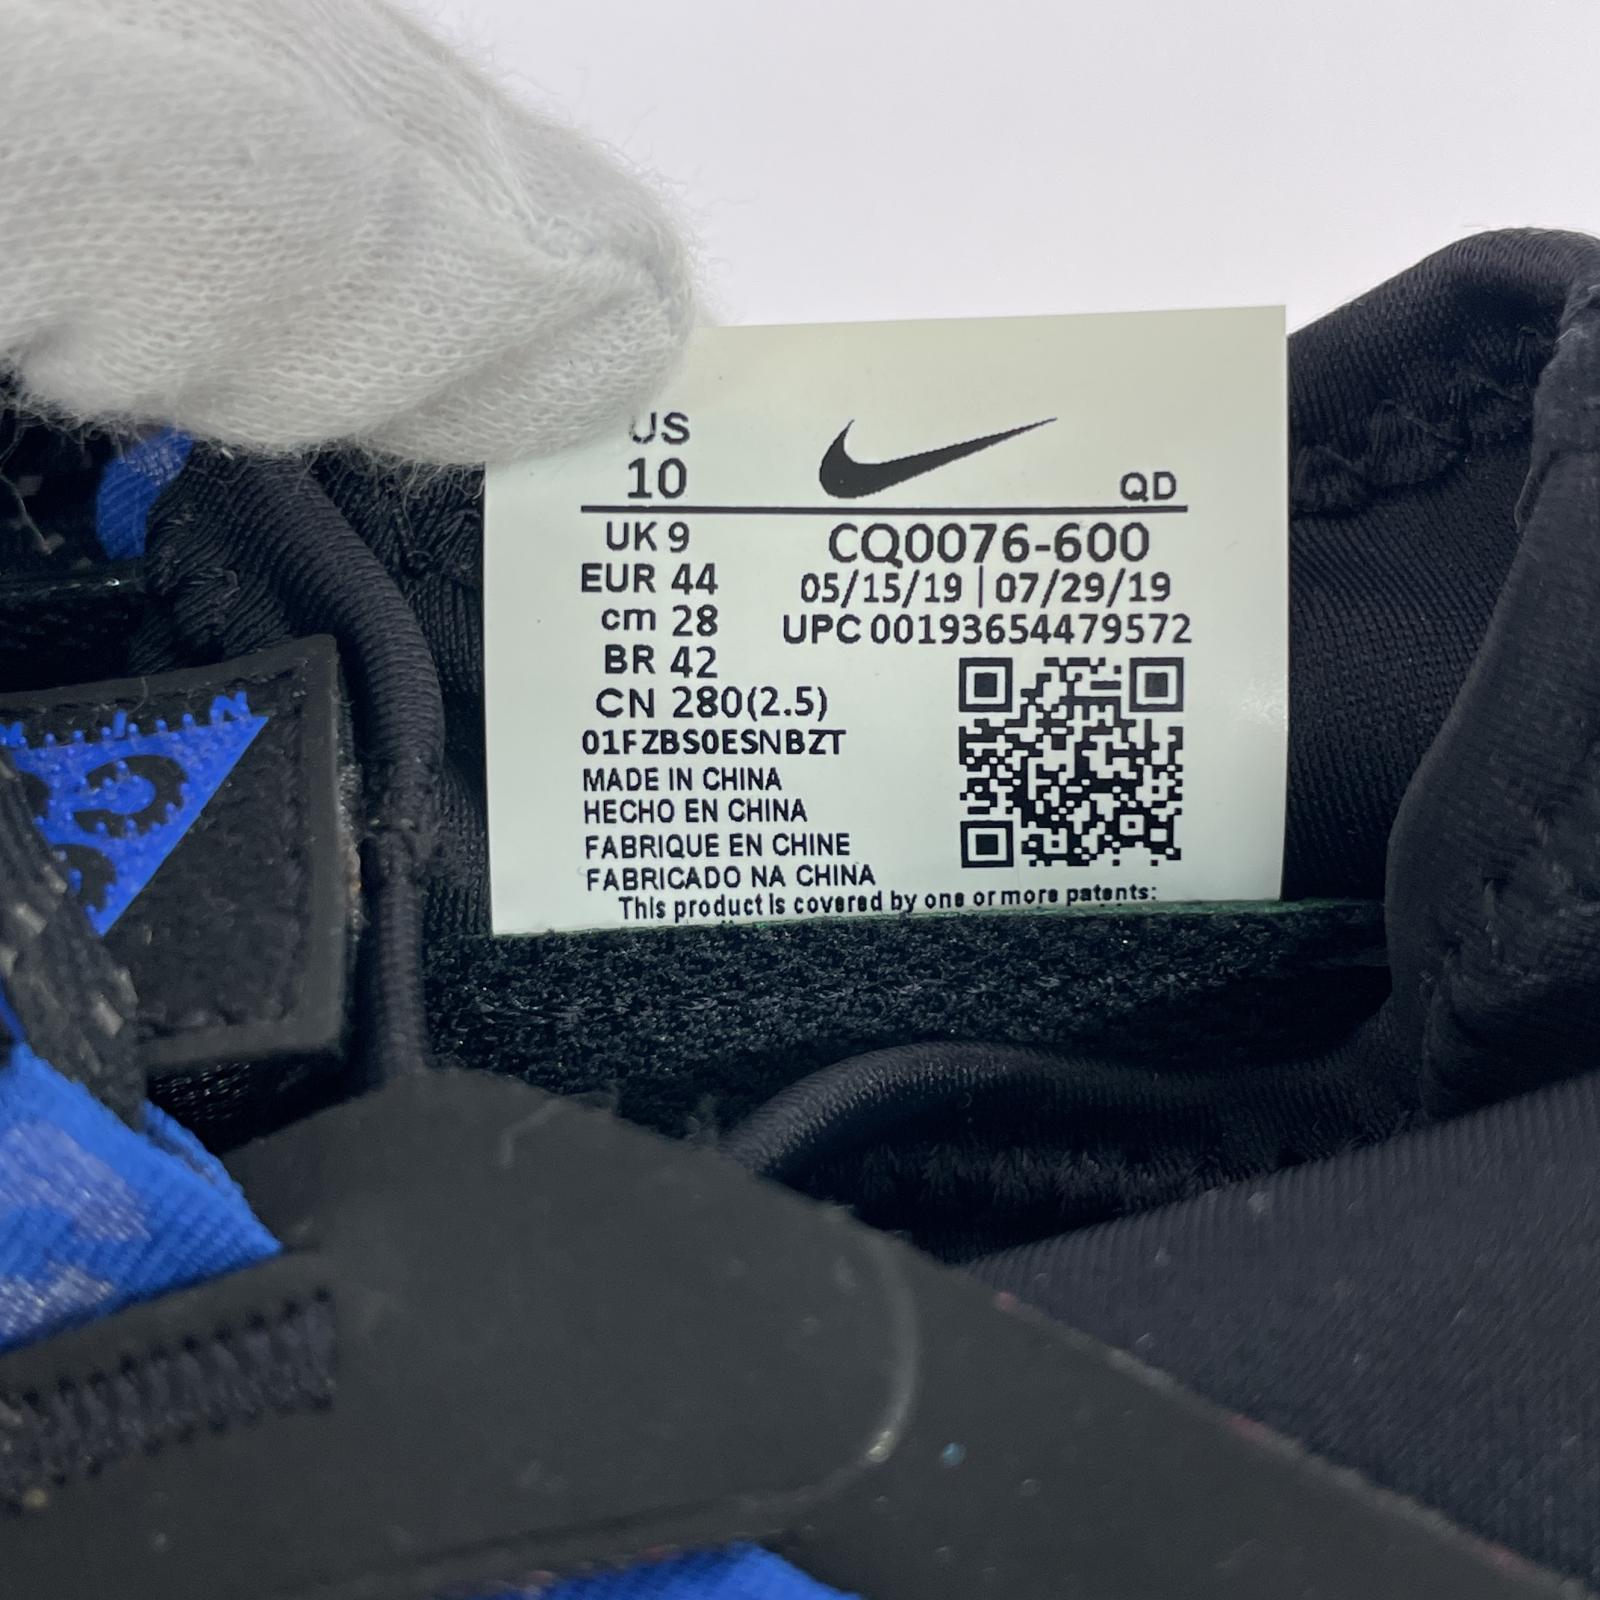 US
10
QD
UK 9
CQ0076-600
EUR 44
05/15/19 | 07/29/19
cm 28
UPC 00193654479572
BR 42
CN 280(2.5)
01FZBS0ESNBZT
MADE IN CHINA
HECHO EN CHINA
FABRIQUE EN CHINE
FABRICADO NA CHINA
This product is covered by one or more patents: